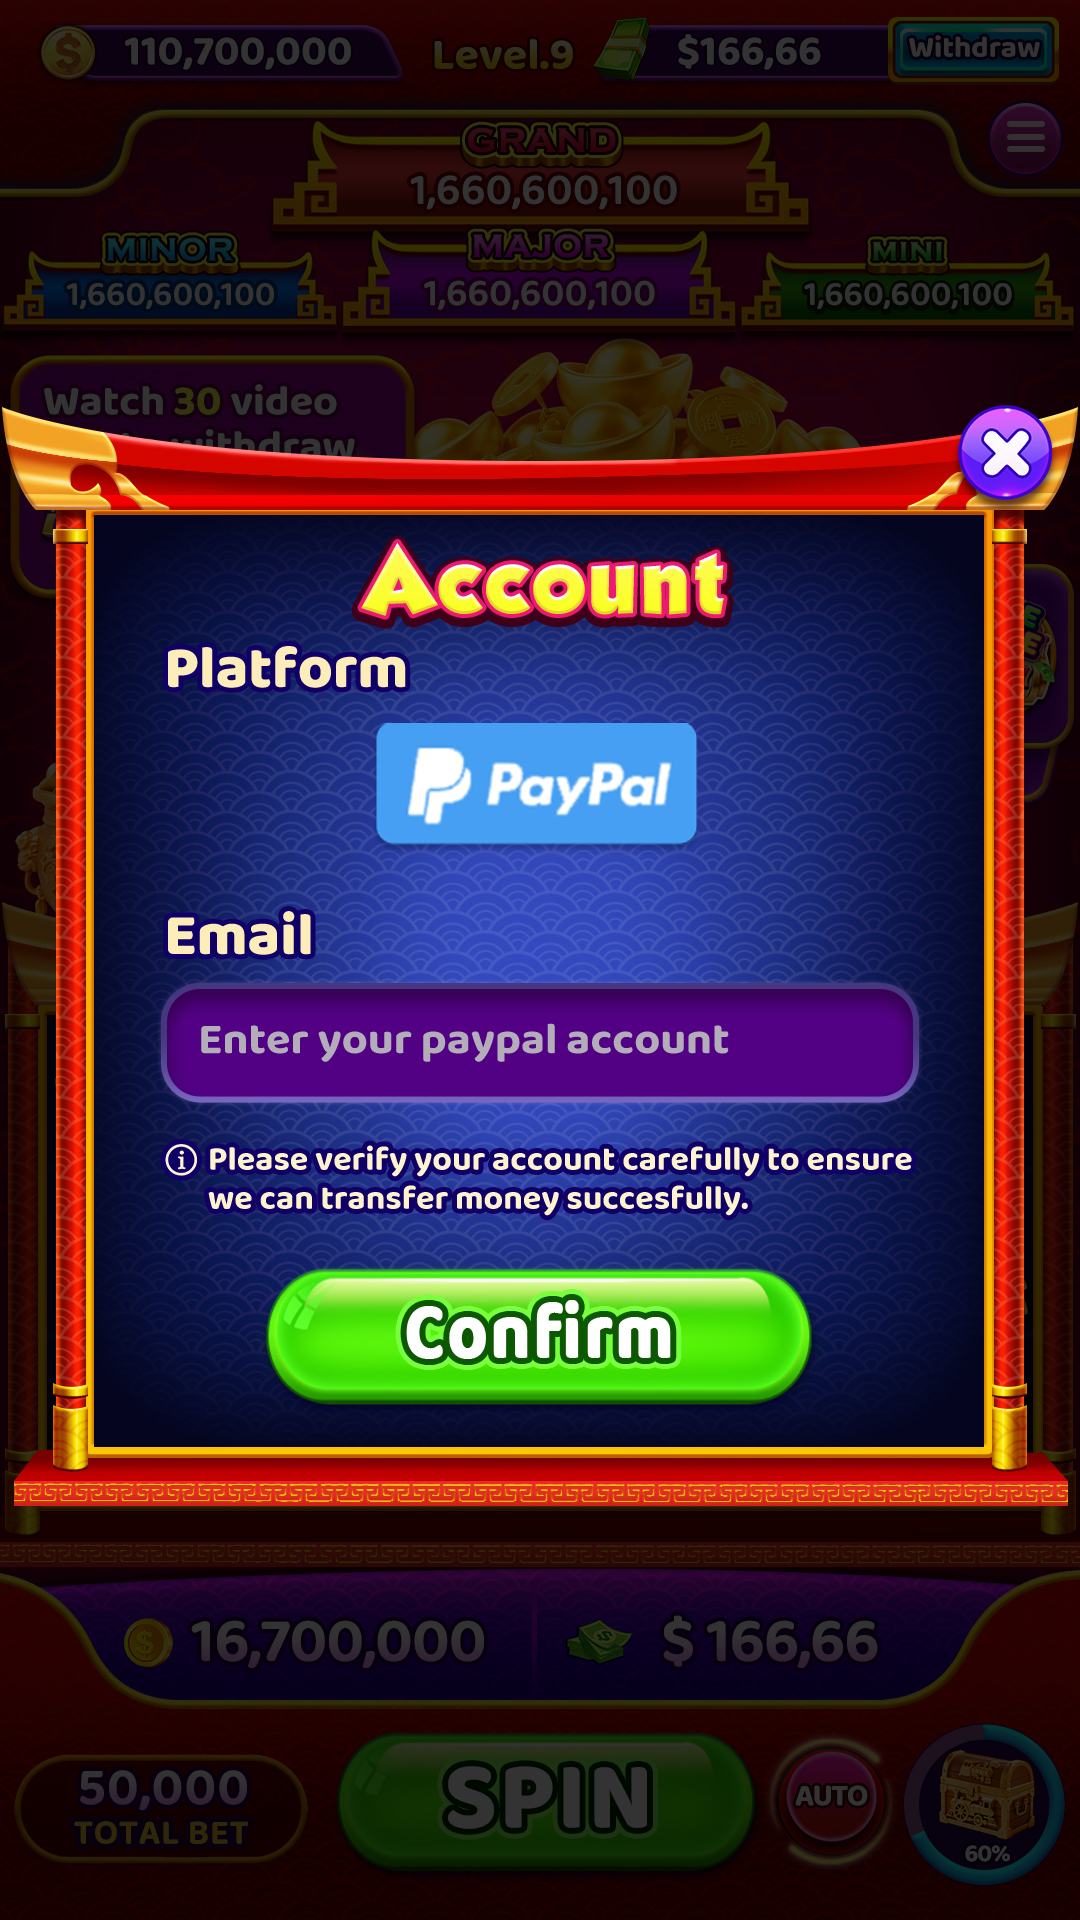 110,700,000
Level.9
$166,66
Withdraw
GRAND
1,660,600,100
MINOR
1,660,600,100
MAJOR
1,660,600,100
MINI
1,660,600,100
Watch 30 video
withdraw
Account
Platform
PayPal
Email
Enter your paypal account
Please verify your account carefully to ensure
we can transfer money succesfully.
Confirm
16,700,000
$ 166,66
50,000
TOTAL BET
SPIN
AUTO
60%